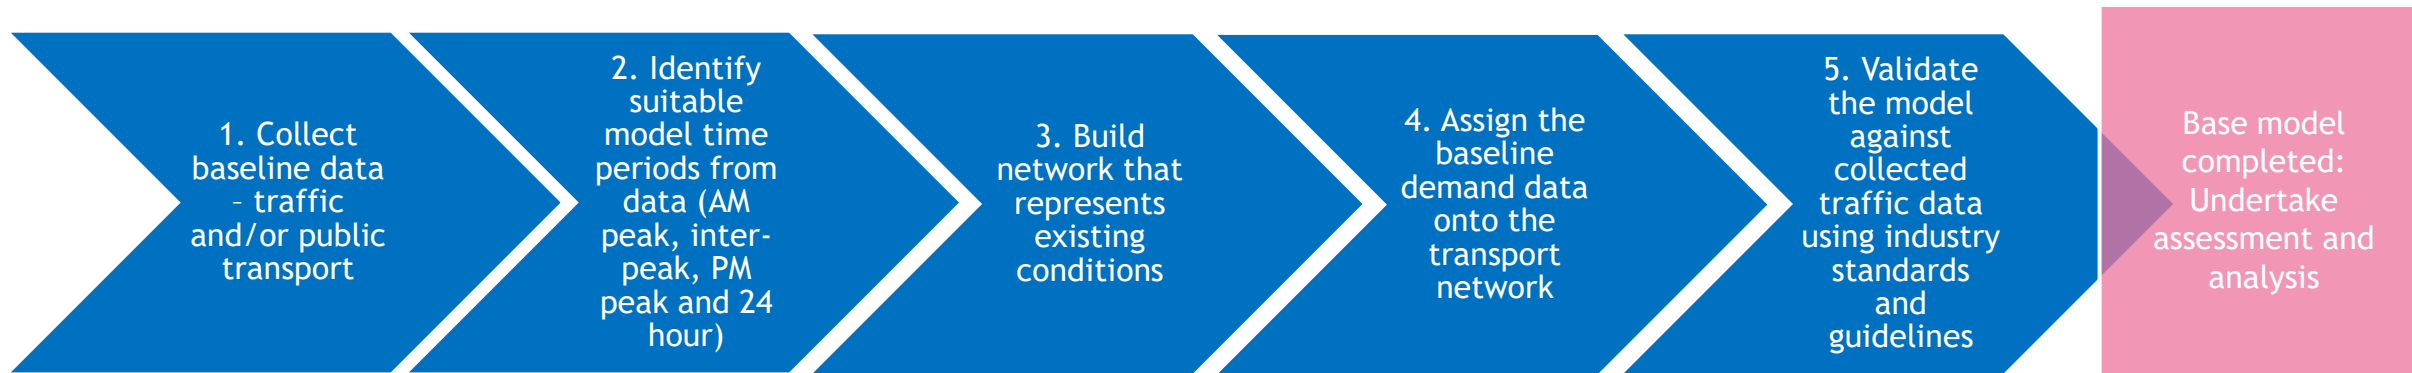 1. Collect
baseline data
– traffic
and/or public
transport
2. Identify
suitable
model time
periods from
data (AM
peak, inter-
peak, PM
peak and 24
hour)
3. Build
network that
represents
existing
conditions
4. Assign the
baseline
demand data
onto the
transport
network
5. Validate
the model
against
collected
traffic data
using industry
standards
and
guidelines
Base model
completed:
Undertake
assessment and
analysis